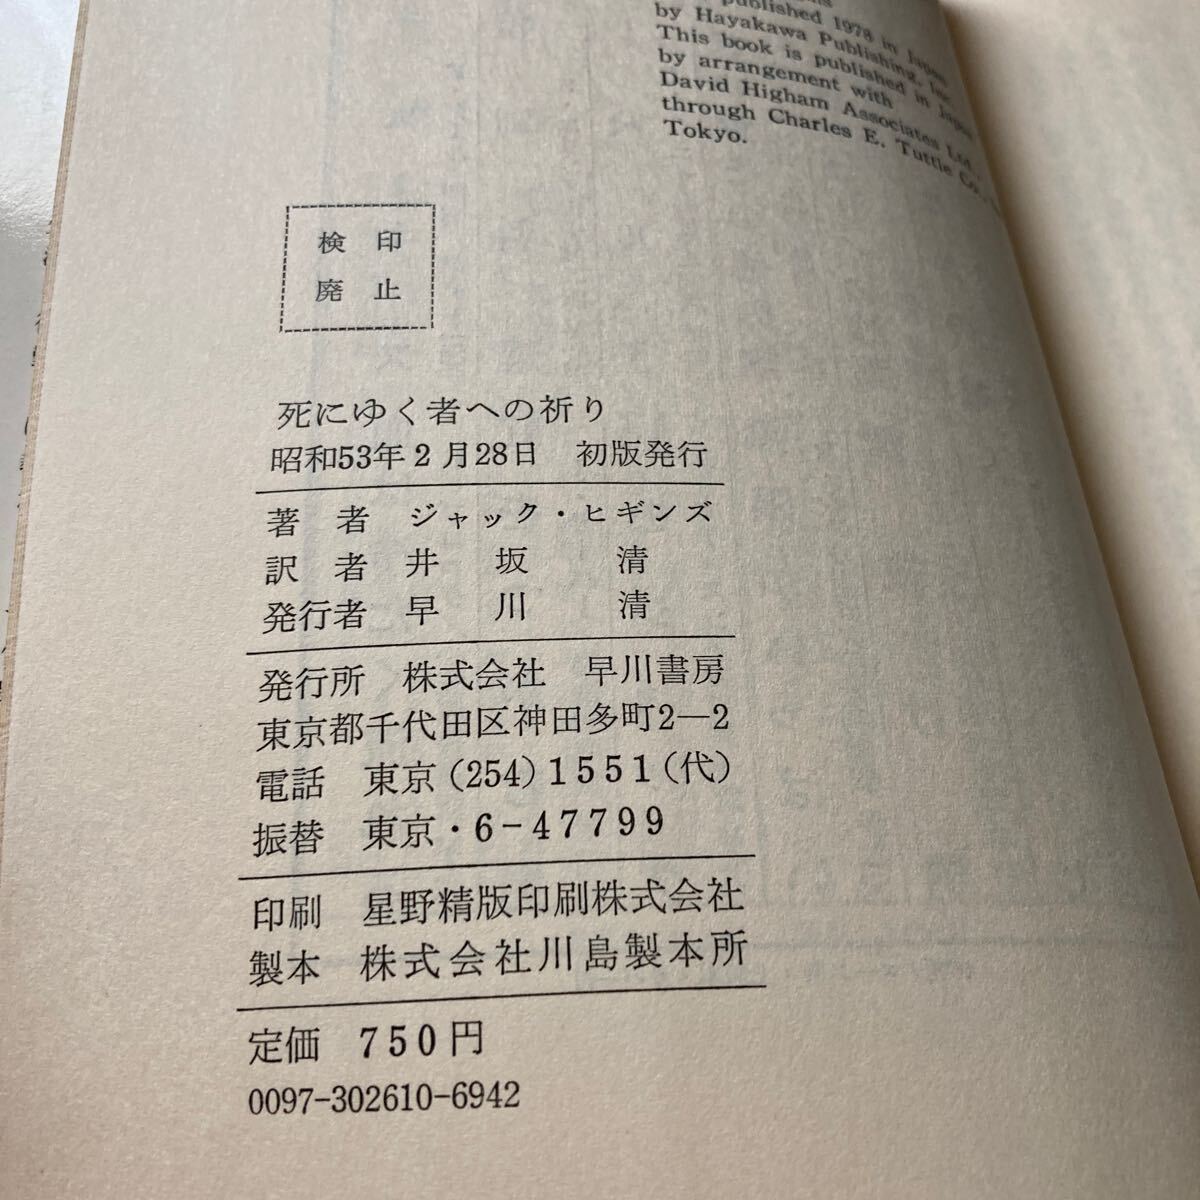 published 1978 in Japan
by Hayakawa Publishing, Inc.
This book is published in Japan
by arrangement with
David Higham Associates Ltd.,
through Charles E. Tuttle Co.,
Tokyo.
検印
廃止
死にゆく者への祈り
昭和53年2月28日 初版発行
著者 ジャック・ヒギンズ
訳者 井坂清
発行者 早川清
発行所 株式会社 早川書房
東京都千代田区神田多町2―2
電話 東京(254)1551(代)
振替 東京・6-47799
印刷 星野精版印刷株式会社
製本 株式会社川島製本所
定価 750円
0097-302610-6942